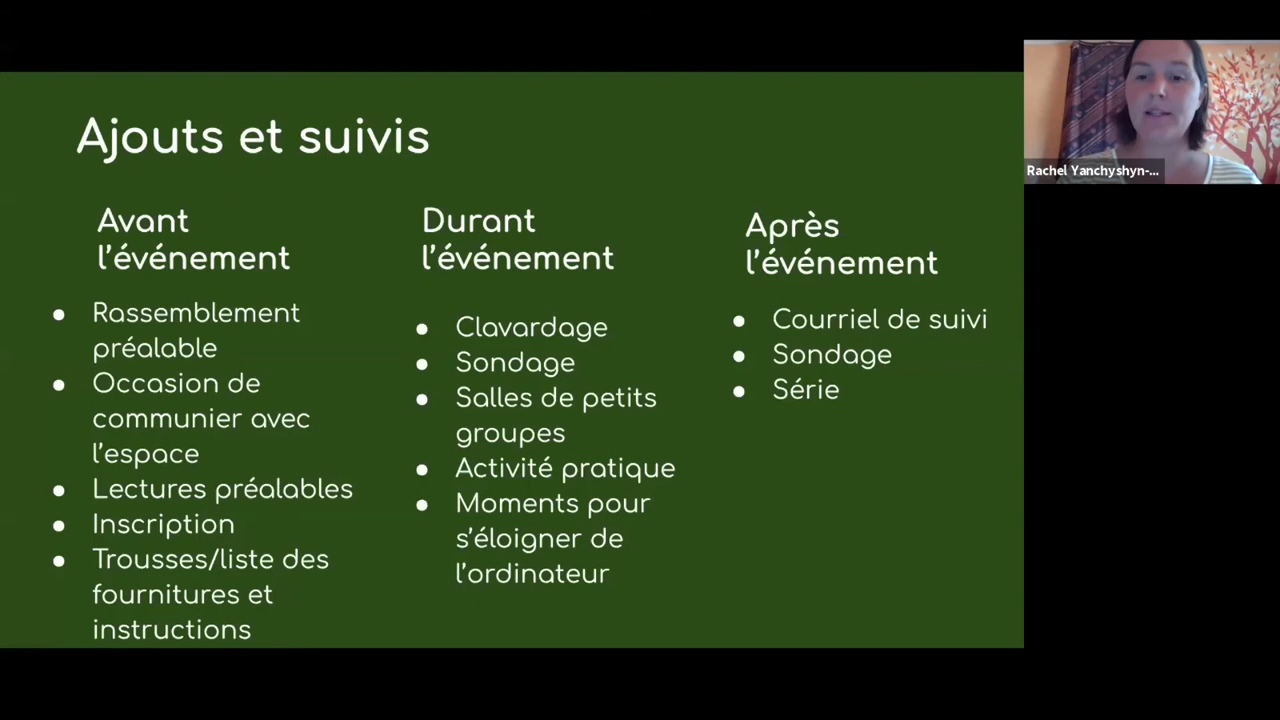 Ajouts et suivis
Avant
l'événement
Rassemblement
préalable
Occasion de
communier avec
l'espace
Lectures préalables
Inscription
Trousses/liste des
fournitures et
instructions
Durant
l'événement
Clavardage
Sondage
Salles de petits
groupes
Activité pratique
Moments pour
s'éloigner de
l'ordinateur
Après
l'événement
Courriel de suivi
Sondage
Série
Rachel Yanchyshyn-...